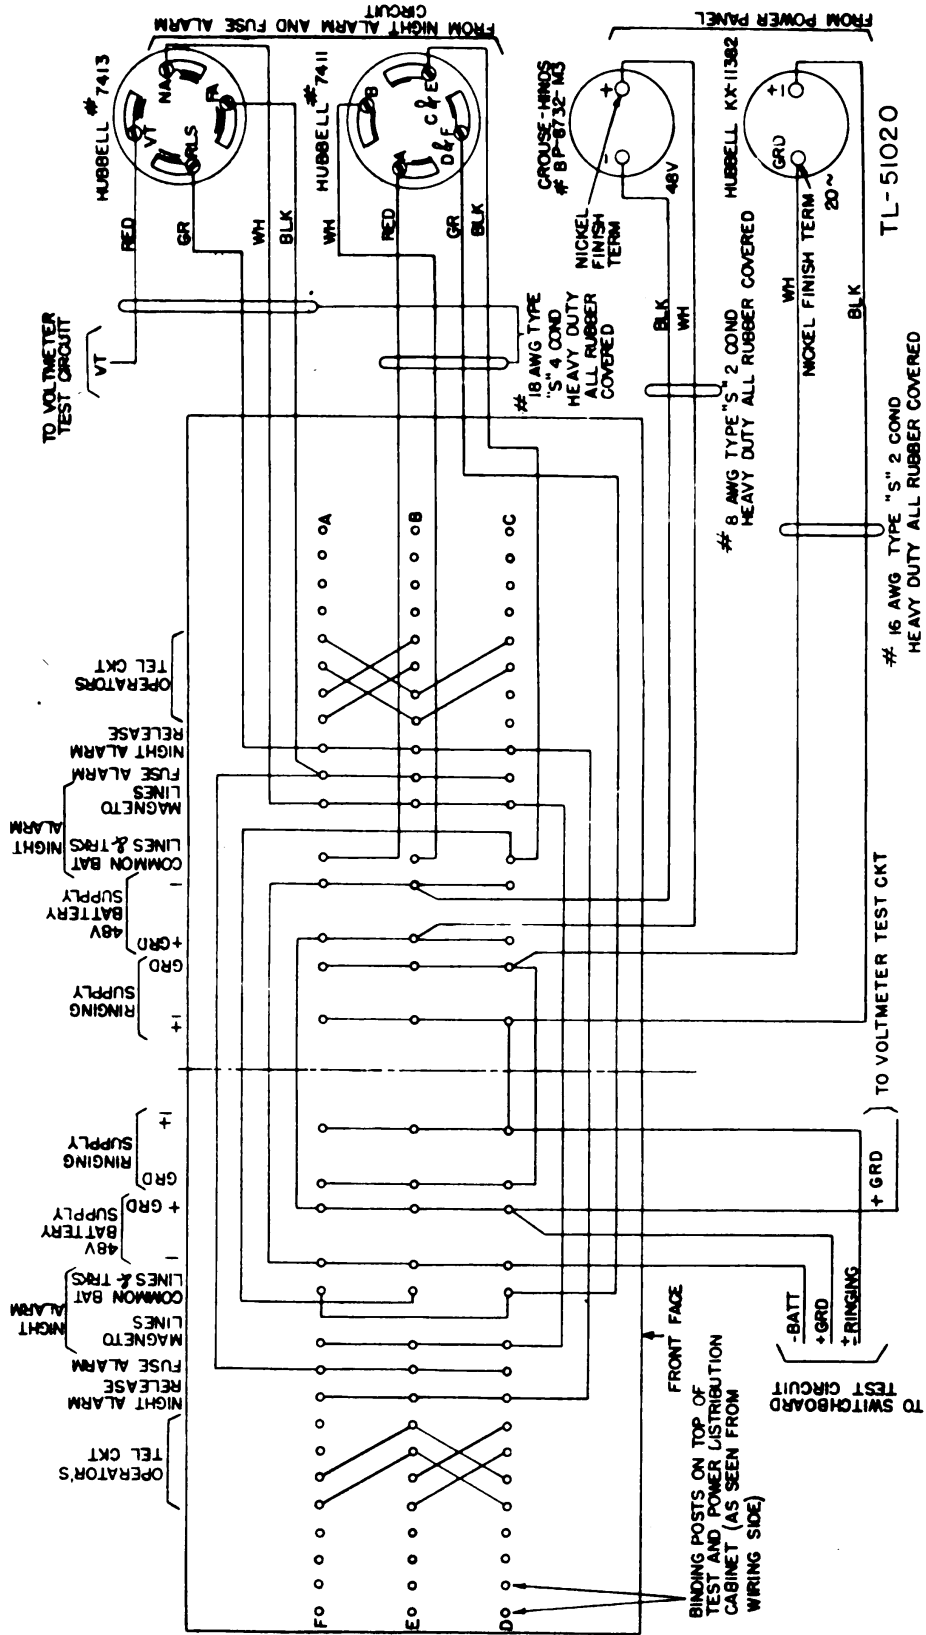 FROM NIGHT ALARM AND FUSE ALARM
CIRCUIT
HUBBELL # 7413
VT
NA
FA
RLS
RED
GR
WH
BLK
HUBBELL # 7411
B
C & E
A
D & F
WH
RED
GR
BLK
FROM POWER PANEL
CROUSE-HINDS
# BP-8732-M3
+
-
48V
NICKEL
FINISH
TERM
BLK
WH
HUBBELL KX-11382
+
-
GRD
20~
NICKEL FINISH TERM
WH
BLK
TL-51020
TO VOLTMETER
TEST CIRCUIT
VT
# 18 AWG TYPE
"S" 4 COND
HEAVY DUTY
ALL RUBBER
COVERED
# 8 AWG TYPE "S" 2 COND
HEAVY DUTY ALL RUBBER COVERED
# 16 AWG TYPE "S" 2 COND
HEAVY DUTY ALL RUBBER COVERED
A
B
C
OPERATORS
TEL CKT
NIGHT ALARM
RELEASE
FUSE ALARM
MAGNETO
LINES
COMMON BAT
LINES & TRKS
NIGHT
ALARM
-
+GRD
48V
BATTERY
SUPPLY
GRD
+
-
RINGING
SUPPLY
+
-
GRD
RINGING
SUPPLY
+ GRD
-
48V
BATTERY
SUPPLY
COMMON BAT
LINES & TRKS
MAGNETO
LINES
NIGHT
ALARM
FUSE ALARM
NIGHT ALARM
RELEASE
OPERATOR'S
TEL CKT
F
E
D
TO VOLTMETER TEST CKT
+ GRD
-BATT
+GRD
± RINGING
TO SWITCHBOARD
TEST CIRCUIT
FRONT FACE
BINDING POSTS ON TOP OF
TEST AND POWER DISTRIBUTION
CABINET (AS SEEN FROM
WIRING SIDE)